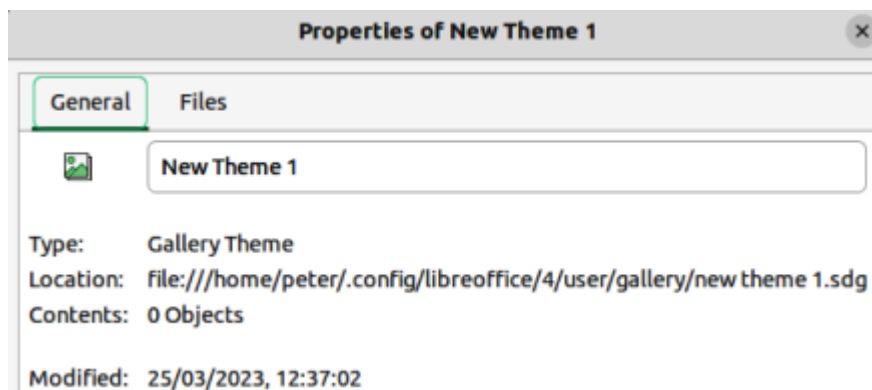 Properties of New Theme 1
General Files
New Theme 1
Type: Gallery Theme
Location: file:///home/peter/.config/libreoffice/4/user/gallery/new theme 1.sdg
Contents: 0 Objects
Modified: 25/03/2023, 12:37:02